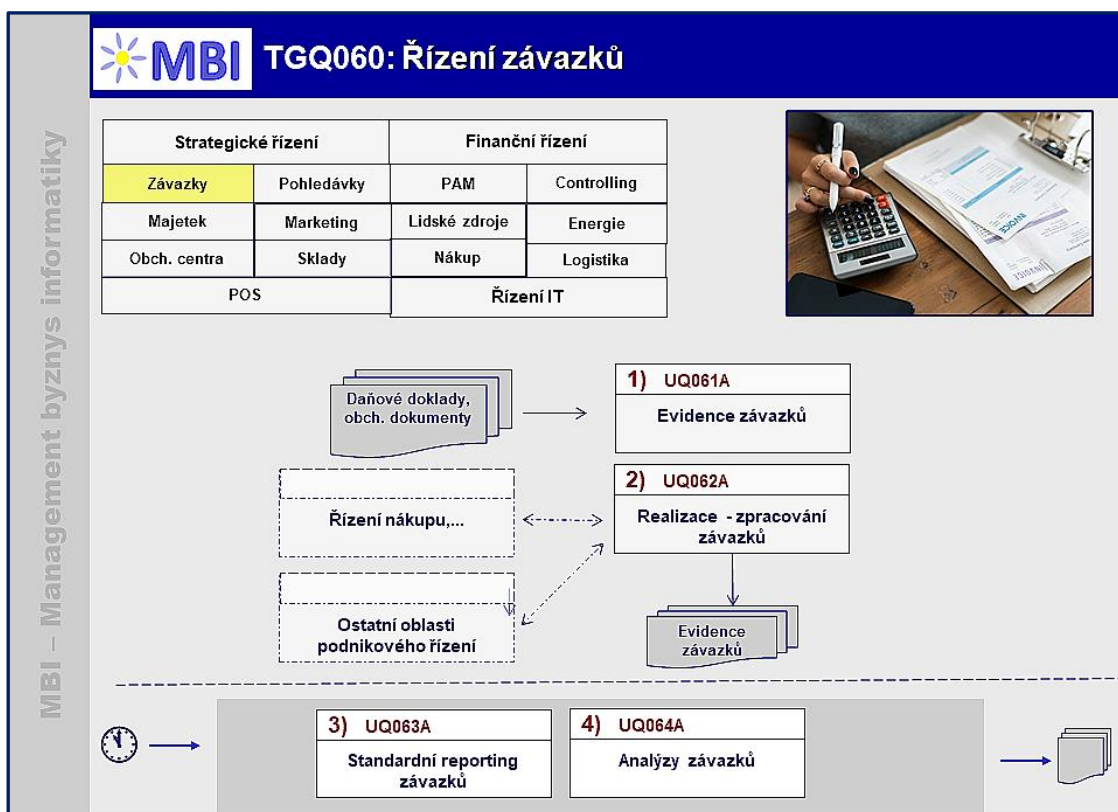 MBI
TGQ060: Řízení závazků
MBI – Management byznys informatiky
Strategické řízení
Finanční řízení
Závazky
Pohledávky
PAM
Controlling
Majetek
Marketing
Lidské zdroje
Energie
Obch. centra
Sklady
Nákup
Logistika
POS
Řízení IT
INVOICE
INVOICE
Daňové doklady,
obch. dokumenty
1) UQ061A
Evidence závazků
2) UQ062A
Realizace - zpracování
závazků
Řízení nákupu,...
Ostatní oblasti
podnikového řízení
Evidence
závazků
3) UQ063A
Standardní reporting
závazků
4) UQ064A
Analýzy závazků